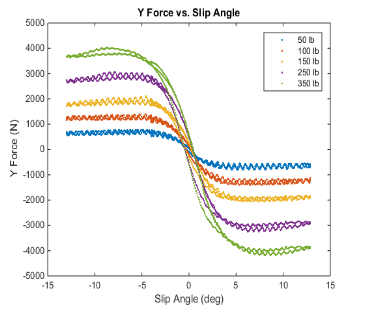 Y Force vs. Slip Angle
5000
4000
3000
2000
1000
0
-1000
-2000
-3000
-4000
-5000
Y Force (N)
50 lb
100 lb
150 lb
250 lb
350 lb
-15 -10 -5 0 5 10 15
Slip Angle (deg)